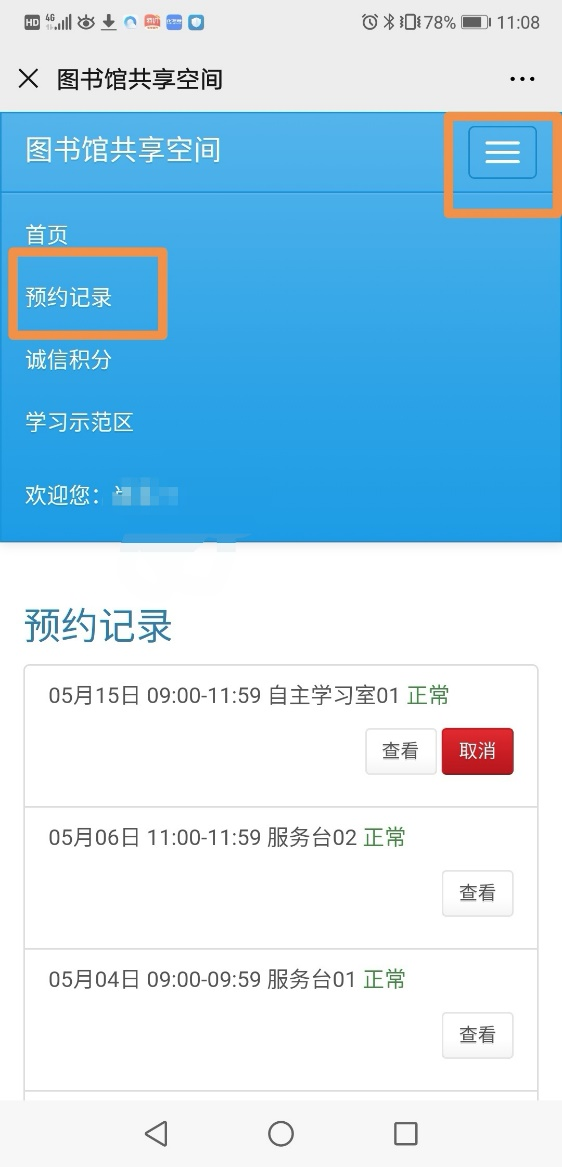 HD 4G 78% 11:08
图书馆共享空间
图书馆共享空间
首页
预约记录
诚信积分
学习示范区
欢迎您：
预约记录
05月15日 09:00-11:59 自主学习室01 正常
查看 取消
05月06日 11:00-11:59 服务台02 正常
查看
05月04日 09:00-09:59 服务台01 正常
查看